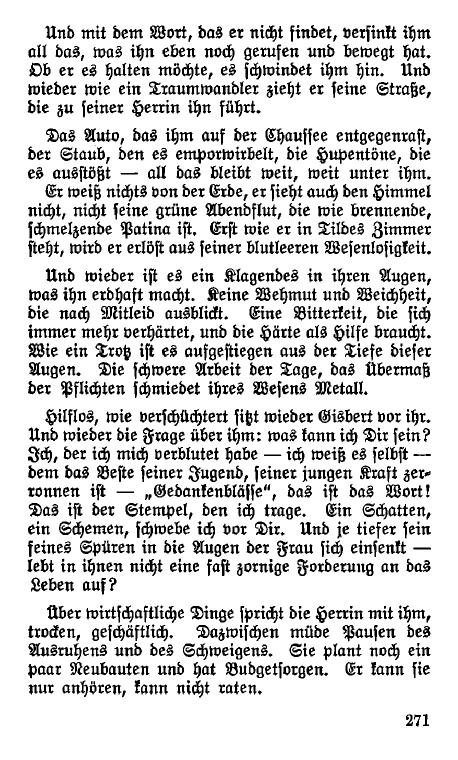 Und mit dem Wort, das er nicht findet, versinkt ihm
all das, was ihn eben noch gerufen und bewegt hat.
Ob er es halten möchte, es schwindet ihm hin. Und
wieder wie ein Traumwandler zieht er seine Straße,
die zu seiner Herrin ihn führt.
Das Auto, das ihm auf der Chaussee entgegenrast,
der Staub, den es emporwirbelt, die Hupentöne, die
es ausstößt — all das bleibt weit, weit unter ihm.
Er weiß nichts von der Erde, er sieht auch den Himmel
nicht, nicht seine grüne Abendflut, die wie brennende,
schmelzende Patina ist. Erst wie er in Tildes Zimmer
steht, wird er erlöst aus seiner blutleeren Wesenlosigkeit.
Und wieder ist es ein Klagendes in ihren Augen,
was ihn erdhaft macht. Keine Wehmut und Weichheit,
die nach Mitleid ausblickt. Eine Bitterkeit, die sich
immer mehr verhärtet, und die Härte als Hilfe braucht.
Wie ein Trotz ist es aufgestiegen aus der Tiefe dieser
Augen. Die schwere Arbeit der Tage, das Übermaß
der Pflichten schmiedet ihres Wesens Metall.
Hilflos, wie verschüchtert sitzt wieder Gisbert vor ihr.
Und wieder die Frage über ihm: was kann ich Dir sein?
Ich, der ich mich verblutet habe — ich weiß es selbst —
dem das Beste seiner Jugend, seiner jungen Kraft zer-
ronnen ist — „Gedankenblässe“, das ist das Wort!
Das ist der Stempel, den ich trage. Ein Schatten,
ein Schemen, schwebe ich vor Dir. Und je tiefer sein
feines Spüren in die Augen der Frau sich einsenkt —
lebt in ihnen nicht eine fast zornige Forderung an das
Leben auf?
Über wirtschaftliche Dinge spricht die Herrin mit ihm,
trocken, geschäftlich. Dazwischen müde Pausen des
Ausruhens und des Schweigens. Sie plant noch ein
paar Neubauten und hat Budgetsorgen. Er kann sie
nur anhören, kann nicht raten.
271